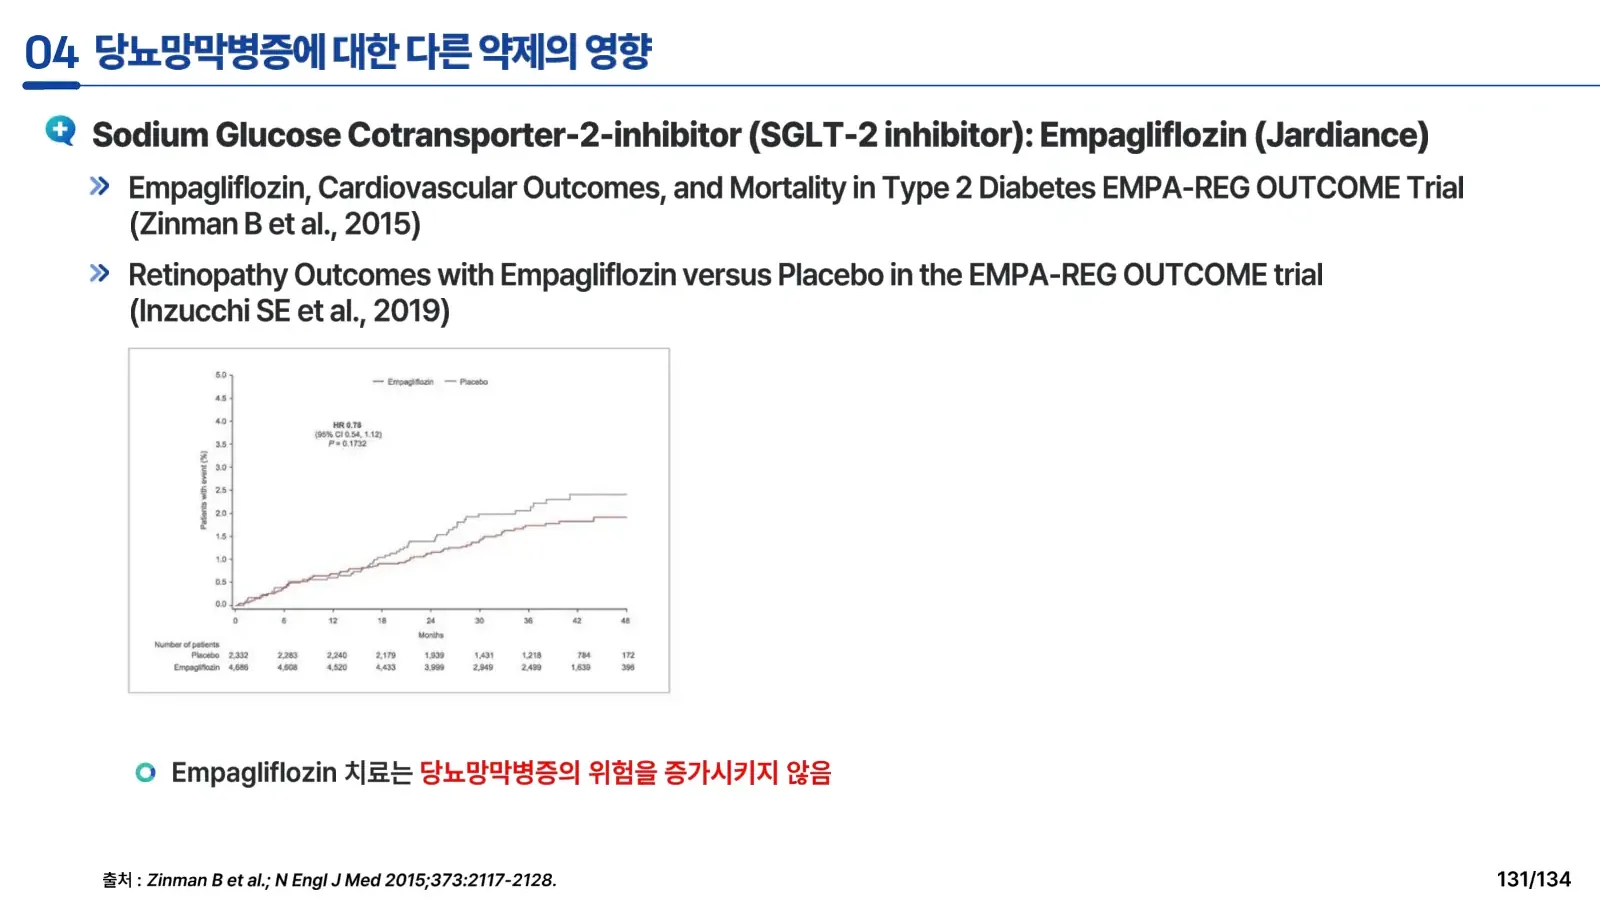 04 당뇨망막병증에 대한 다른 약제의 영향
Sodium Glucose Cotransporter-2-inhibitor (SGLT-2 inhibitor): Empagliflozin (Jardiance)
Empagliflozin, Cardiovascular Outcomes, and Mortality in Type 2 Diabetes EMPA-REG OUTCOME Trial
(Zinman B et al., 2015)
Retinopathy Outcomes with Empagliflozin versus Placebo in the EMPA-REG OUTCOME trial
(Inzucchi SE et al., 2019)
Empagliflozin Placebo
HR 0.78
(95% CI 0.54, 1.12)
P = 0.1732
Patients with event (%)
5.0
4.5
4.0
3.5
3.0
2.5
2.0
1.5
1.0
0.5
0.0
0 6 12 18 24 30 36 42 48
Months
Number of patients
Placebo 2,332 2,283 2,240 2,179 1,939 1,431 1,218 784 172
Empagliflozin 4,686 4,608 4,520 4,433 3,999 2,949 2,499 1,639 396
Empagliflozin 치료는 당뇨망막병증의 위험을 증가시키지 않음
출처 : Zinman B et al.; N Engl J Med 2015;373:2117-2128.
131/134